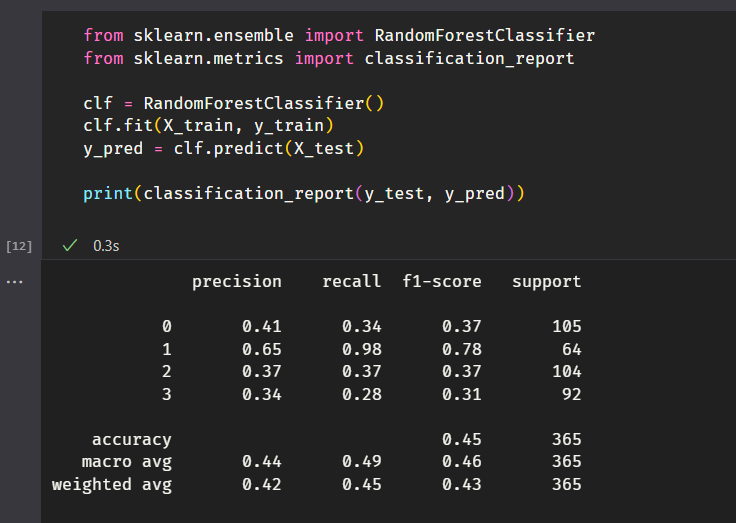 from sklearn.ensemble import RandomForestClassifier
from sklearn.metrics import classification_report
clf = RandomForestClassifier()
clf.fit(X_train, y_train)
y_pred = clf.predict(X_test)
print(classification_report(y_test, y_pred))
[12] ✓ 0.3s
... precision recall f1-score support
0 0.41 0.34 0.37 105
1 0.65 0.98 0.78 64
2 0.37 0.37 0.37 104
3 0.34 0.28 0.31 92
accuracy 0.45 365
macro avg 0.44 0.49 0.46 365
weighted avg 0.42 0.45 0.43 365